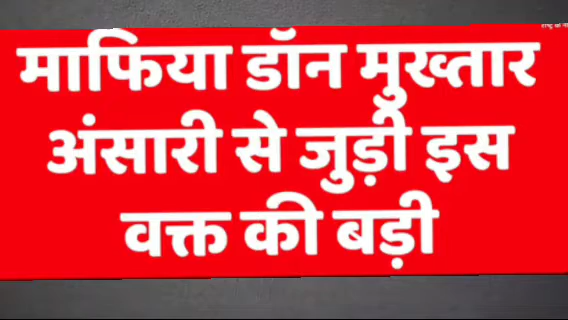 माफिया डॉन मुख्तार
अंसारी से जुड़ी इस
वक्त की बड़ी